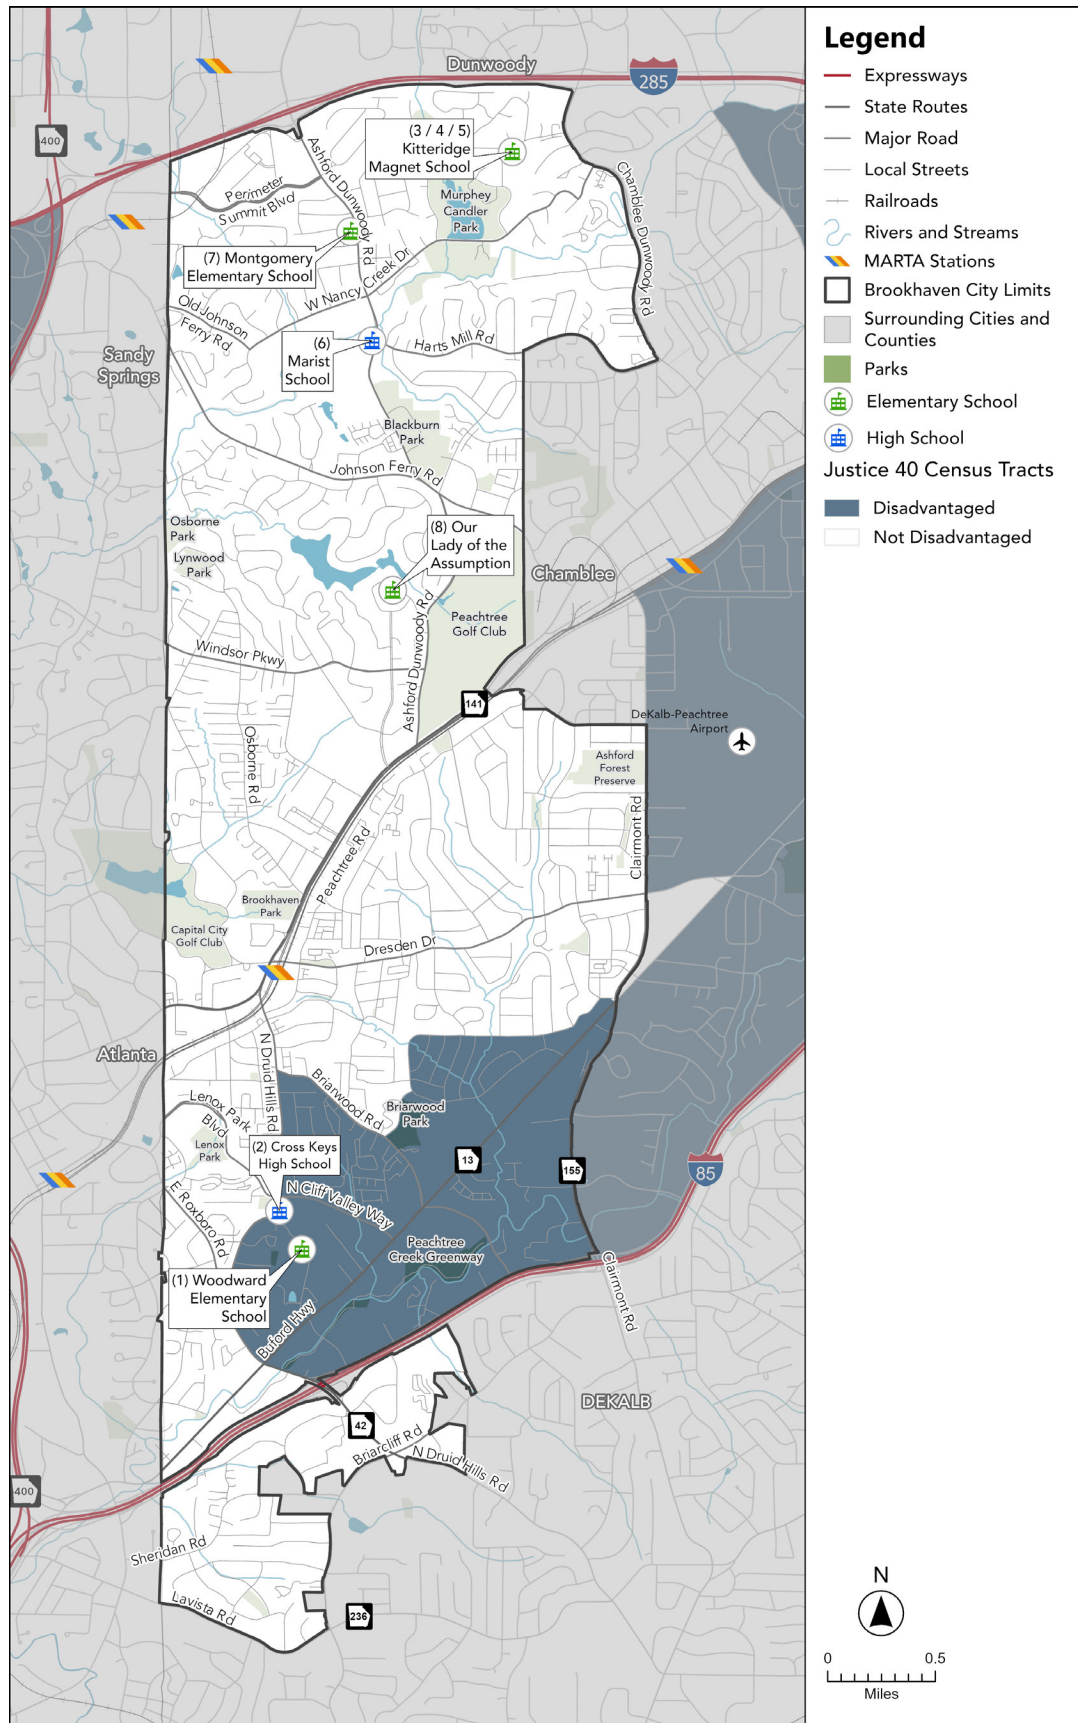 Dunwoody
285
400
(3 / 4 / 5)
Kitteridge
Magnet School
Ashford Dunwoody Rd
Perimeter
Summit Blvd
Murphey
Candler
Park
Chamblee Dunwoody Rd
(7) Montgomery
Elementary School
W Nancy Creek Dr
Old Johnson
Ferry Rd
(6)
Marist
School
Harts Mill Rd
Sandy
Springs
Blackburn
Park
Johnson Ferry Rd
Osborne
Park
Lynwood
Park
(8) Our
Lady of the
Assumption
Chamblee
Peachtree
Golf Club
Ashford Dunwoody Rd
Windsor Pkwy
141
DeKalb-Peachtree
Airport
Osborne Rd
Ashford
Forest
Preserve
Clairmont Rd
Peachtree Rd
Brookhaven
Park
Capital City
Golf Club
Dresden Dr
Atlanta
N Druid Hills Rd
Briarwood Rd
Lenox Park
Blvd
Briarwood
Park
Lenox
Park
(2) Cross Keys
High School
13
155
85
E Roxboro Rd
N Cliff Valley Way
Peachtree
Creek Greenway
(1) Woodward
Elementary
School
Clairmont Rd
Buford Hwy
DEKALB
42
Briarcliff Rd
N Druid Hills Rd
400
Sheridan Rd
Lavista Rd
236
Legend
Expressways
State Routes
Major Road
Local Streets
Railroads
Rivers and Streams
MARTA Stations
Brookhaven City Limits
Surrounding Cities and
Counties
Parks
Elementary School
High School
Justice 40 Census Tracts
Disadvantaged
Not Disadvantaged
N
0 0.5
Miles